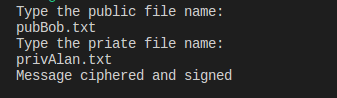 Type the public file name:
pubBob.txt
Type the priate file name:
privAlan.txt
Message ciphered and signed